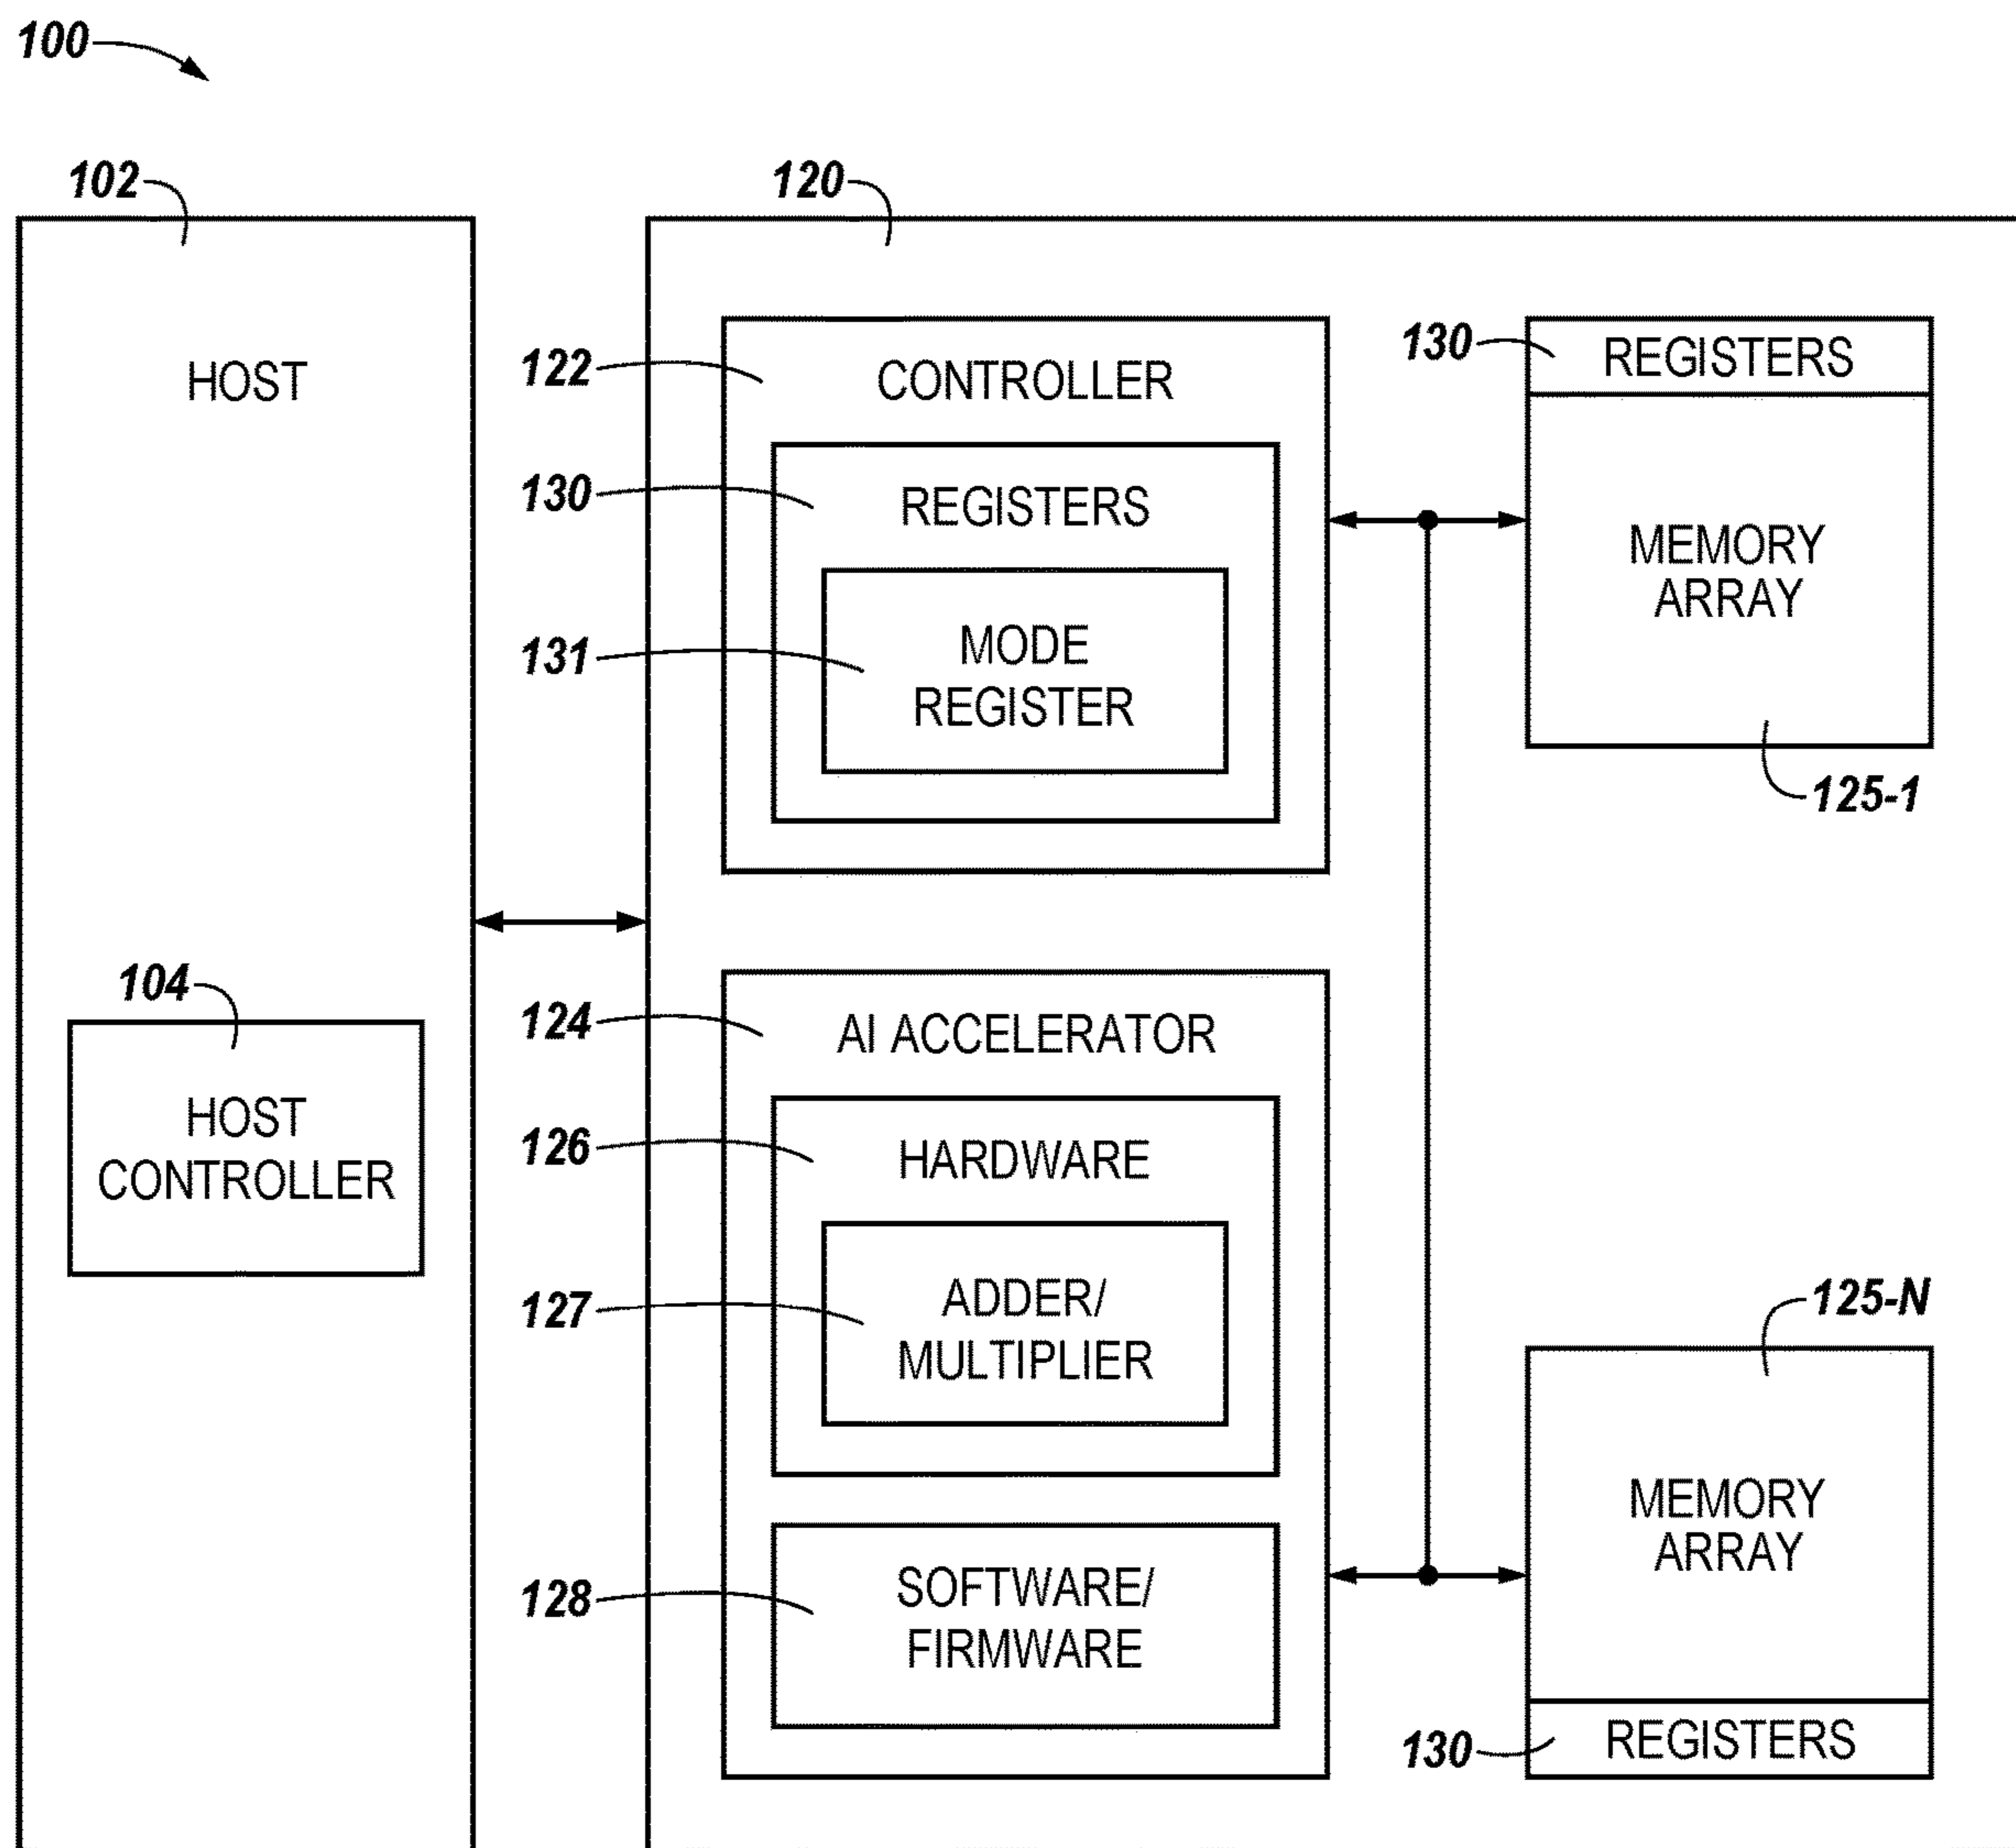 100
102
120
HOST
122
CONTROLLER
130
REGISTERS
130
REGISTERS
131
MODE
REGISTER
MEMORY
ARRAY
125-1
104
HOST
CONTROLLER
124
AI ACCELERATOR
126
HARDWARE
127
ADDER/
MULTIPLIER
128
SOFTWARE/
FIRMWARE
125-N
MEMORY
ARRAY
130
REGISTERS